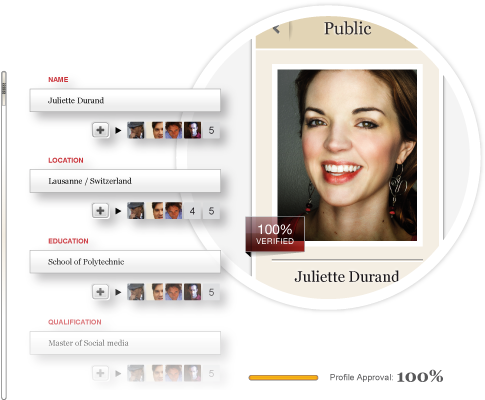 Public
NAME
Juliette Durand
5
LOCATION
Lausanne / Switzerland
4 5
100%
VERIFIED
EDUCATION
School of Polytechnic
Juliette Durand
5
QUALIFICATION
Master of Social media
5
Profile Approval: 100%